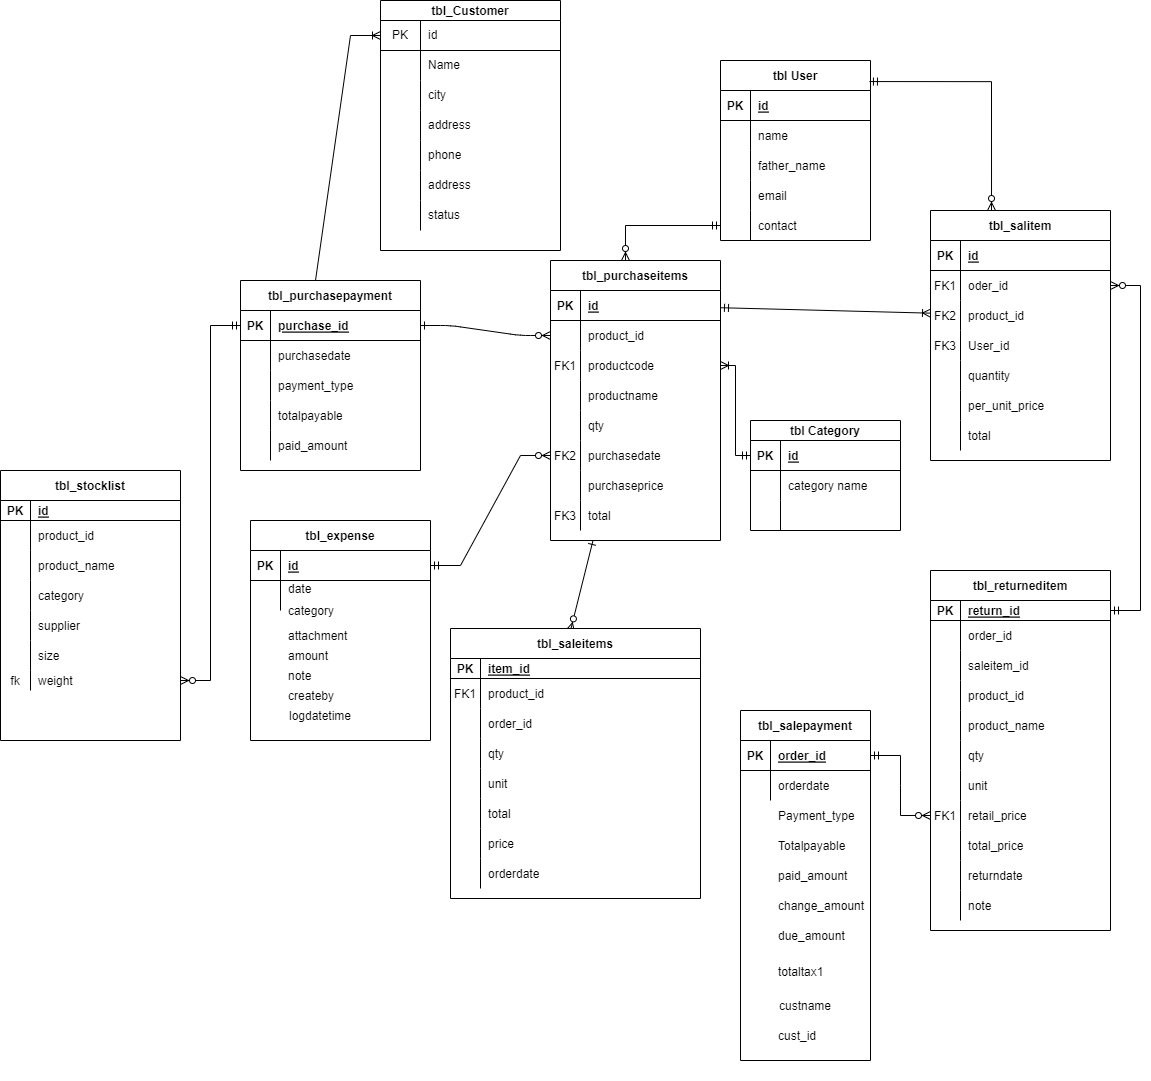 tbl_Customer
PK id
Name
city
address
phone
address
status
tbl User
PK id
name
father_name
email
contact
tbl_salitem
PK id
FK1 oder_id
FK2 product_id
FK3 User_id
quantity
per_unit_price
total
tbl_purchaseitems
PK id
product_id
FK1 productcode
productname
qty
FK2 purchasedate
purchaseprice
FK3 total
tbl_purchasepayment
PK purchase_id
purchasedate
payment_type
totalpayable
paid_amount
tbl Category
PK id
category name
tbl_stocklist
PK id
product_id
product_name
category
supplier
size
fk weight
tbl_expense
PK id
date
category
attachment
amount
note
createby
logdatetime
tbl_saleitems
PK item_id
FK1 product_id
order_id
qty
unit
total
price
orderdate
tbl_returneditem
PK return_id
order_id
saleitem_id
product_id
product_name
qty
unit
FK1 retail_price
total_price
returndate
note
tbl_salepayment
PK order_id
orderdate
Payment_type
Totalpayable
paid_amount
change_amount
due_amount
totaltax1
custname
cust_id